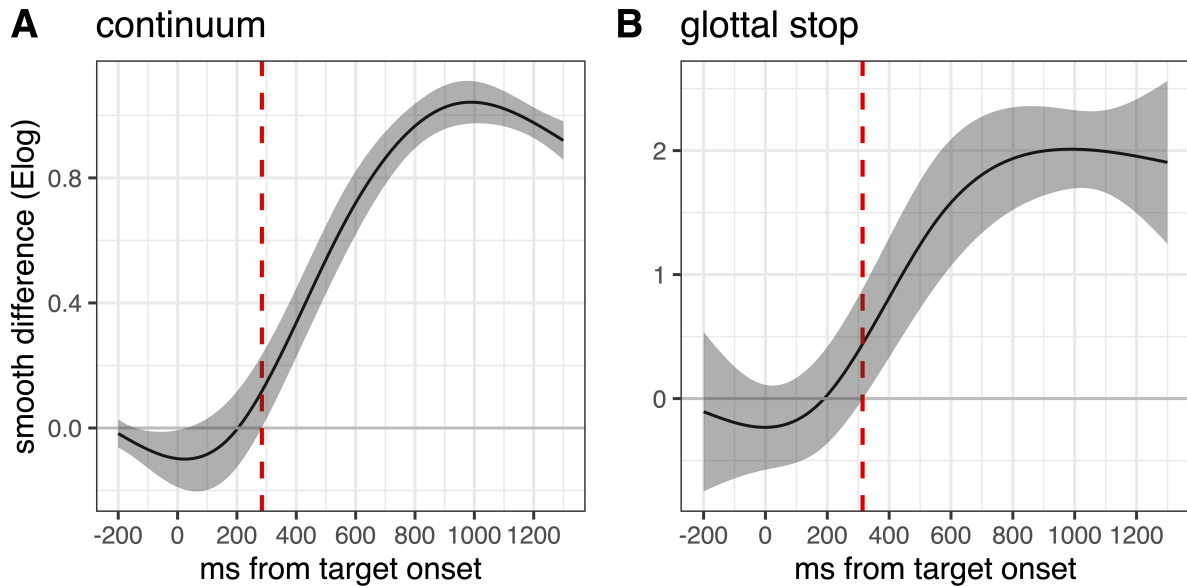 A continuum
smooth difference (Elog)
0.8
0.4
0.0
-200 0 200 400 600 800 1000 1200
ms from target onset
B glottal stop
2
1
0
-200 0 200 400 600 800 1000 1200
ms from target onset